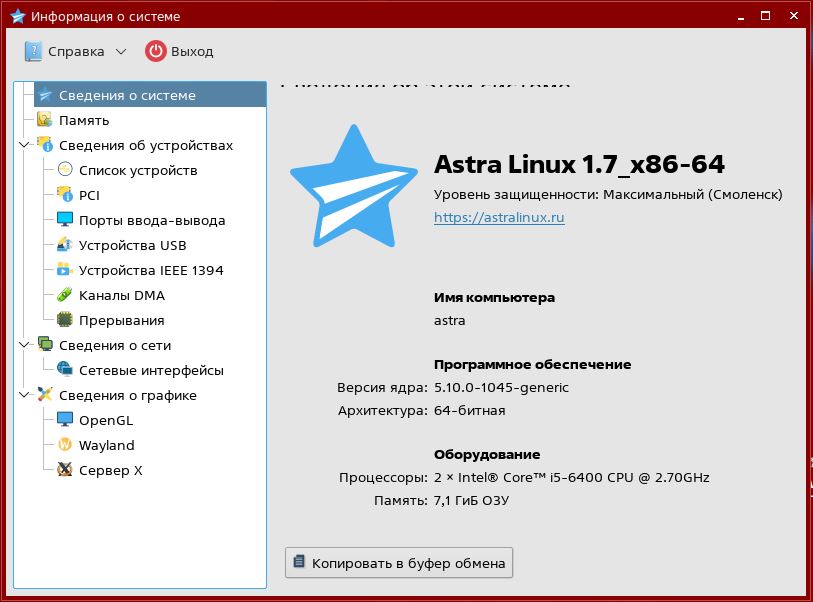 Информация о системе
Справка
Выход
Сведения о системе
Память
Сведения об устройствах
Список устройств
PCI
Порты ввода-вывода
Устройства USB
Устройства IEEE 1394
Каналы DMA
Прерывания
Сведения о сети
Сетевые интерфейсы
Сведения о графике
OpenGL
Wayland
Сервер X
Astra Linux 1.7_x86-64
Уровень защищенности: Максимальный (Смоленск)
https://astralinux.ru
Имя компьютера
astra
Программное обеспечение
Версия ядра: 5.10.0-1045-generic
Архитектура: 64-битная
Оборудование
Процессоры: 2 × Intel® Core™ i5-6400 CPU @ 2.70GHz
Память: 7,1 ГиБ ОЗУ
Копировать в буфер обмена